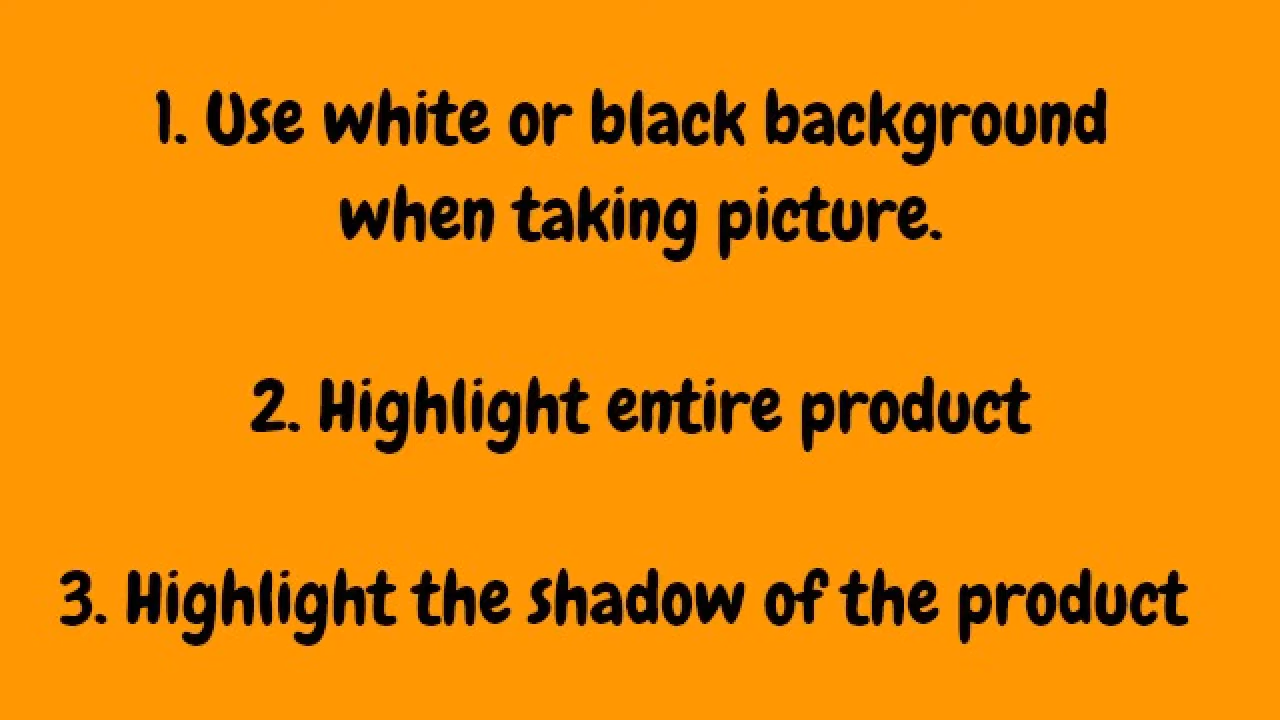 1. Use white or black background
when taking picture.
2. Highlight entire product
3. Highlight the shadow of the product